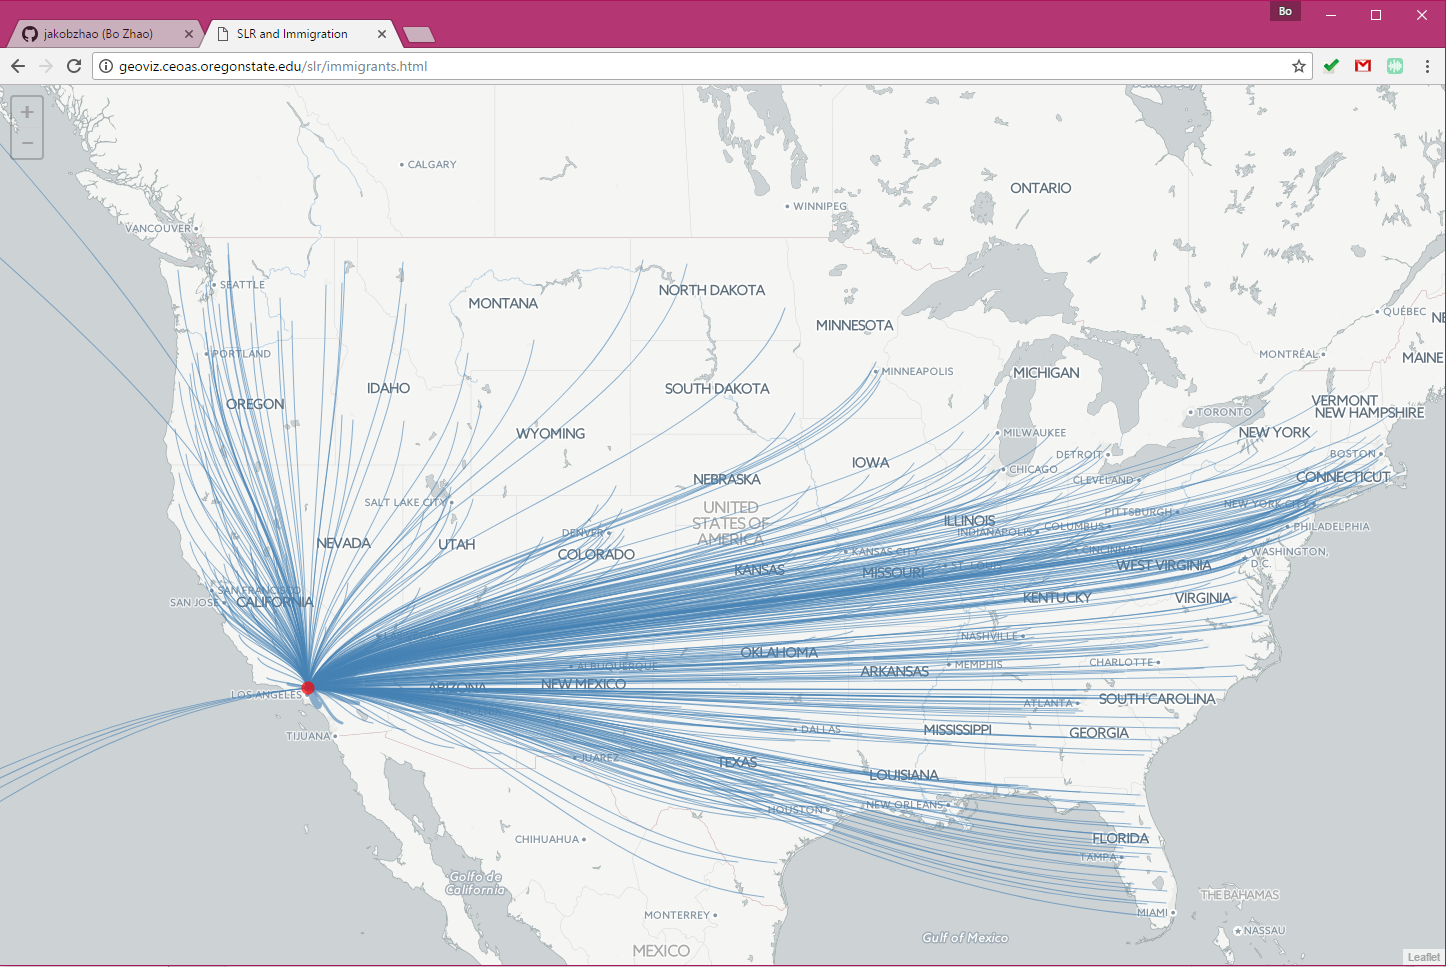 Bo
jakobzhao (Bo Zhao)
SLR and Immigration
geoviz.ceoas.oregonstate.edu/slr/immigrants.html
+
−
CALGARY
ONTARIO
WINNIPEG
VANCOUVER
SEATTLE
MONTANA
NORTH DAKOTA
MINNESOTA
QUÉBEC
NE
PORTLAND
MONTRÉAL
MAINE
IDAHO
SOUTH DAKOTA
MINNEAPOLIS
MICHIGAN
OREGON
VERMONT
NEW HAMPSHIRE
TORONTO
WYOMING
MILWAUKEE
NEW YORK
DETROIT
BOSTON
IOWA
CHICAGO
NEBRASKA
CLEVELAND
CONNECTICUT
SALT LAKE CITY
UNITED
STATES OF
AMERICA
NEW YORK CITY
PITTSBURGH
ILLINOIS
INDIANAPOLIS
COLUMBUS
PHILADELPHIA
DENVER
NEVADA
UTAH
COLORADO
KANSAS CITY
CINCINNATI
WASHINGTON,
D.C.
KANSAS
MISSOURI
ST. LOUIS
WEST VIRGINIA
SAN FRANCISCO
SAN JOSE
CALIFORNIA
KENTUCKY
VIRGINIA
NASHVILLE
OKLAHOMA
ALBUQUERQUE
ARKANSAS
MEMPHIS
CHARLOTTE
ARIZONA
NEW MEXICO
LOS ANGELES
ATLANTA
SOUTH CAROLINA
TIJUANA
DALLAS
MISSISSIPPI
GEORGIA
JUAREZ
TEXAS
LOUISIANA
HOUSTON
NEW ORLEANS
CHIHUAHUA
FLORIDA
TAMPA
Golfo de
California
THE BAHAMAS
MONTERREY
MIAMI
NASSAU
Gulf of Mexico
MEXICO
Leaflet